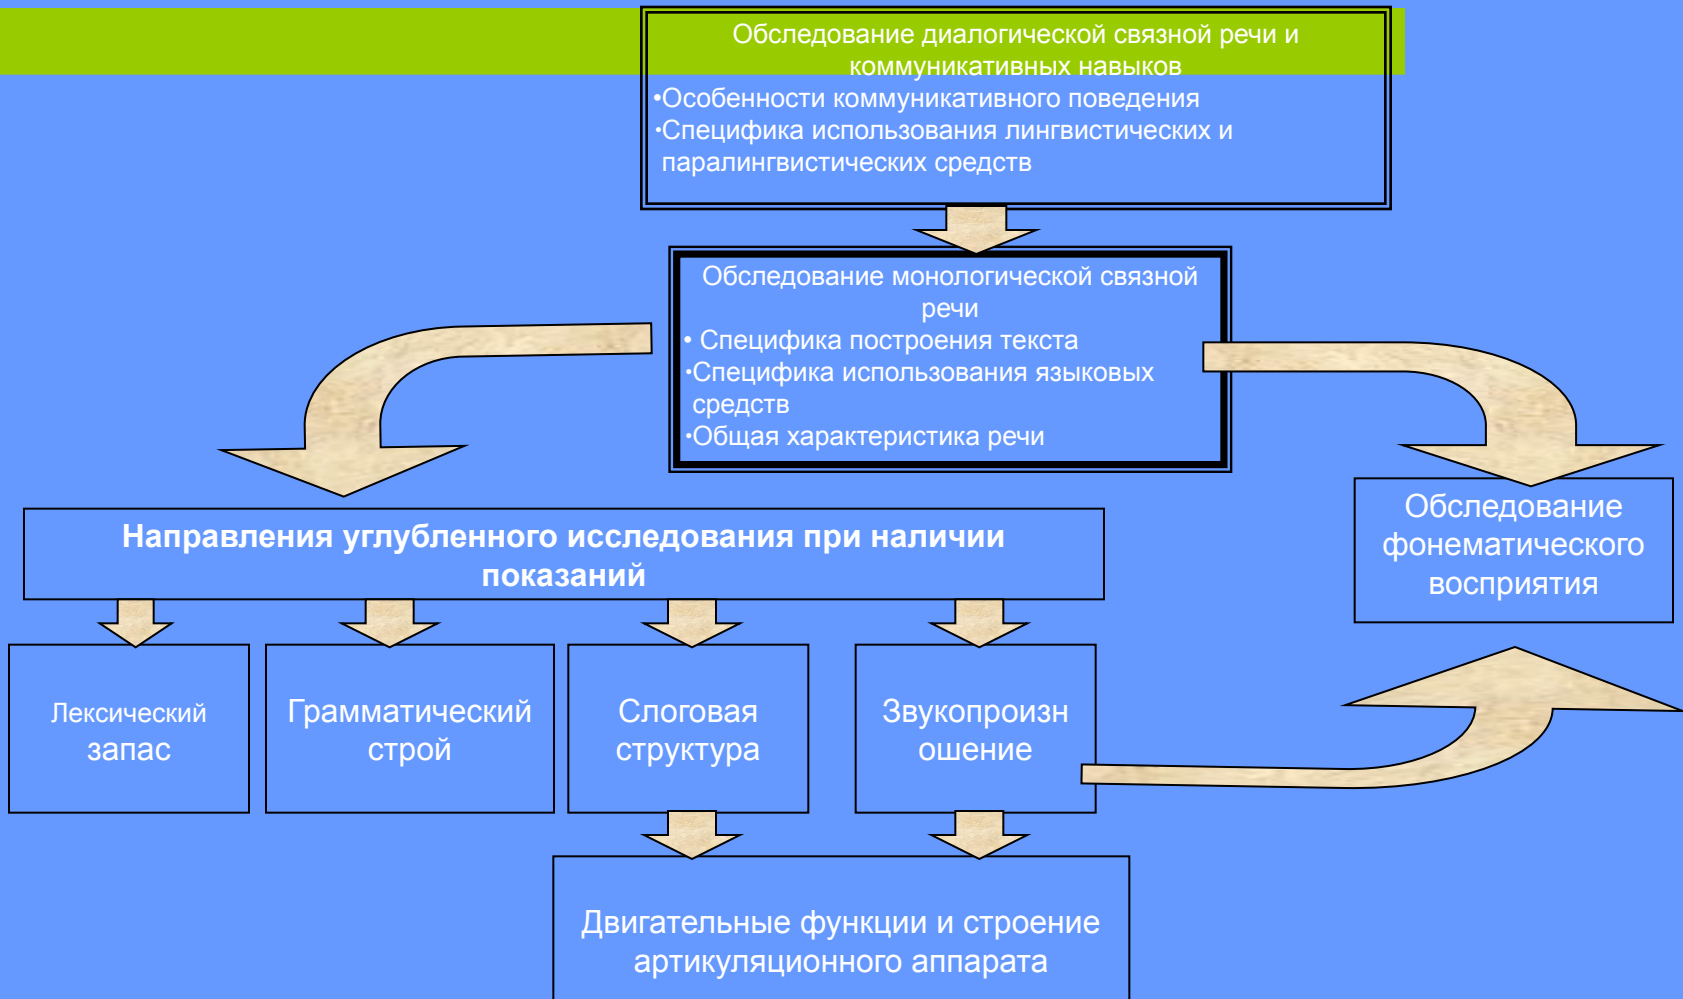 Обследование диалогической связной речи и
коммуникативных навыков
•Особенности коммуникативного поведения
•Специфика использования лингвистических и
паралингвистических средств
Обследование монологической связной
речи
• Специфика построения текста
•Специфика использования языковых
средств
•Общая характеристика речи
Направления углубленного исследования при наличии
показаний
Обследование
фонематического
восприятия
Лексический
запас
Грамматический
строй
Слоговая
структура
Звукопроизн
ошение
Двигательные функции и строение
артикуляционного аппарата